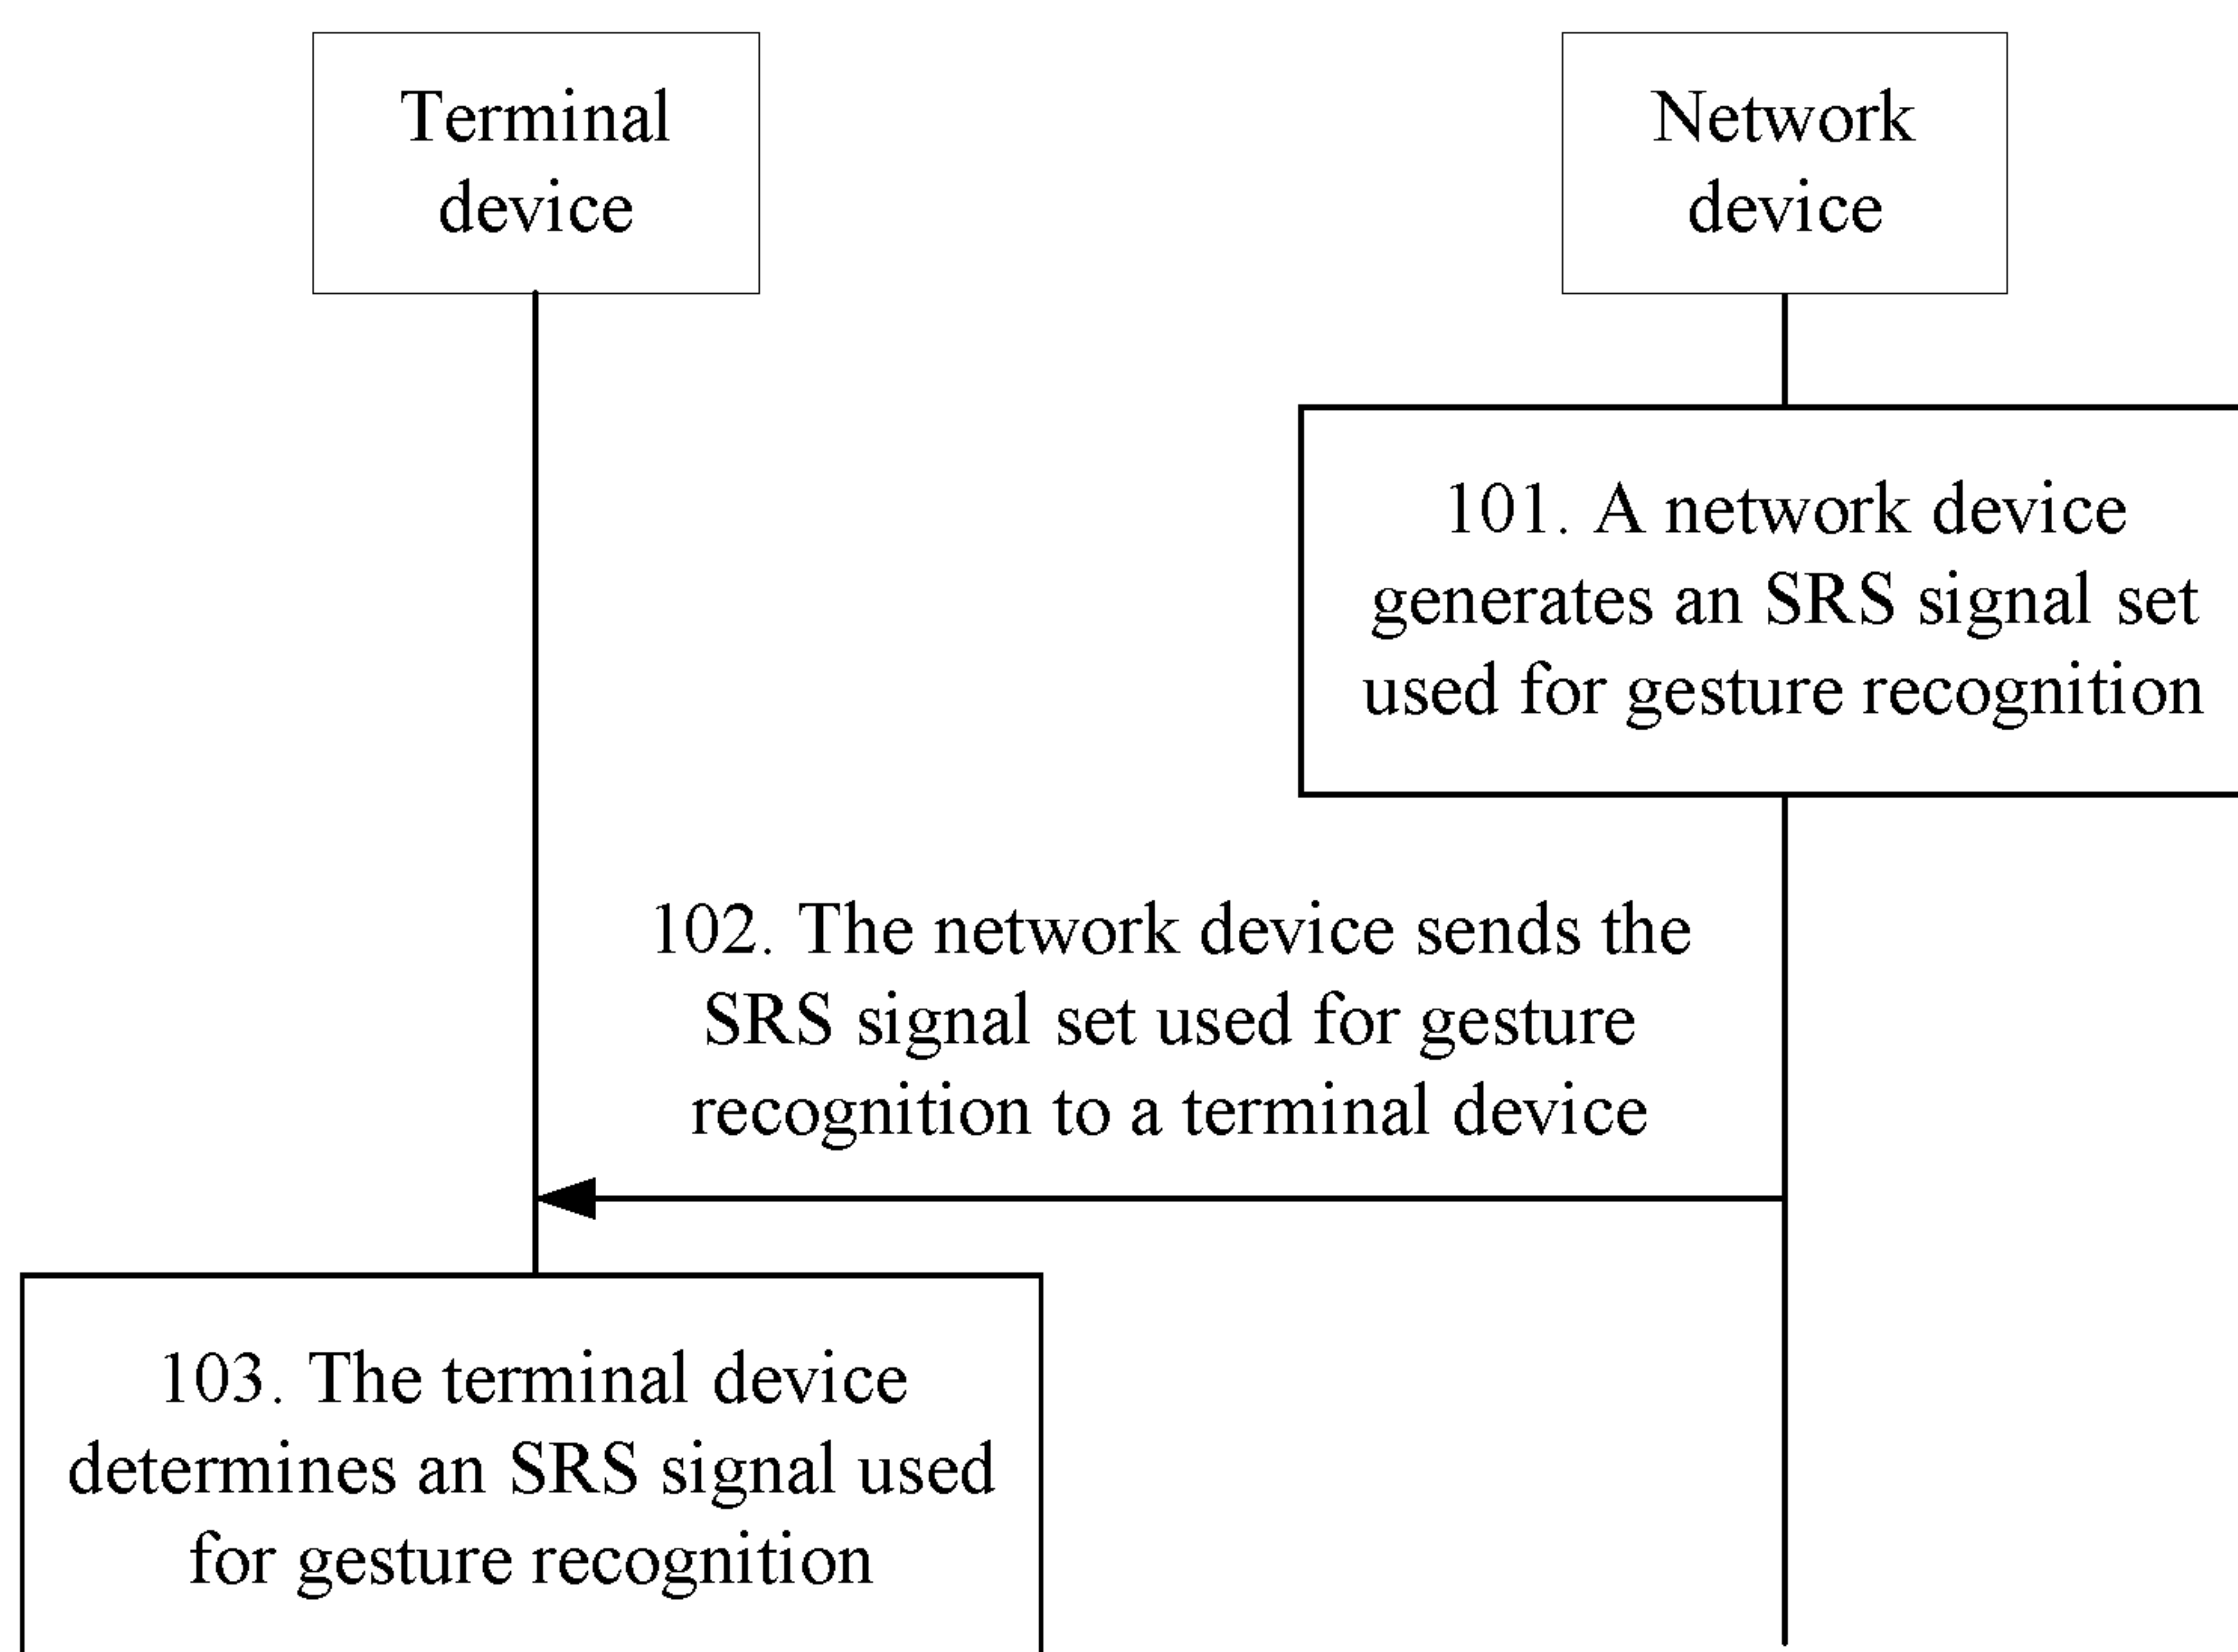 Terminal
device
Network
device
101. A network device
generates an SRS signal set
used for gesture recognition
102. The network device sends the
SRS signal set used for gesture
recognition to a terminal device
103. The terminal device
determines an SRS signal used
for gesture recognition